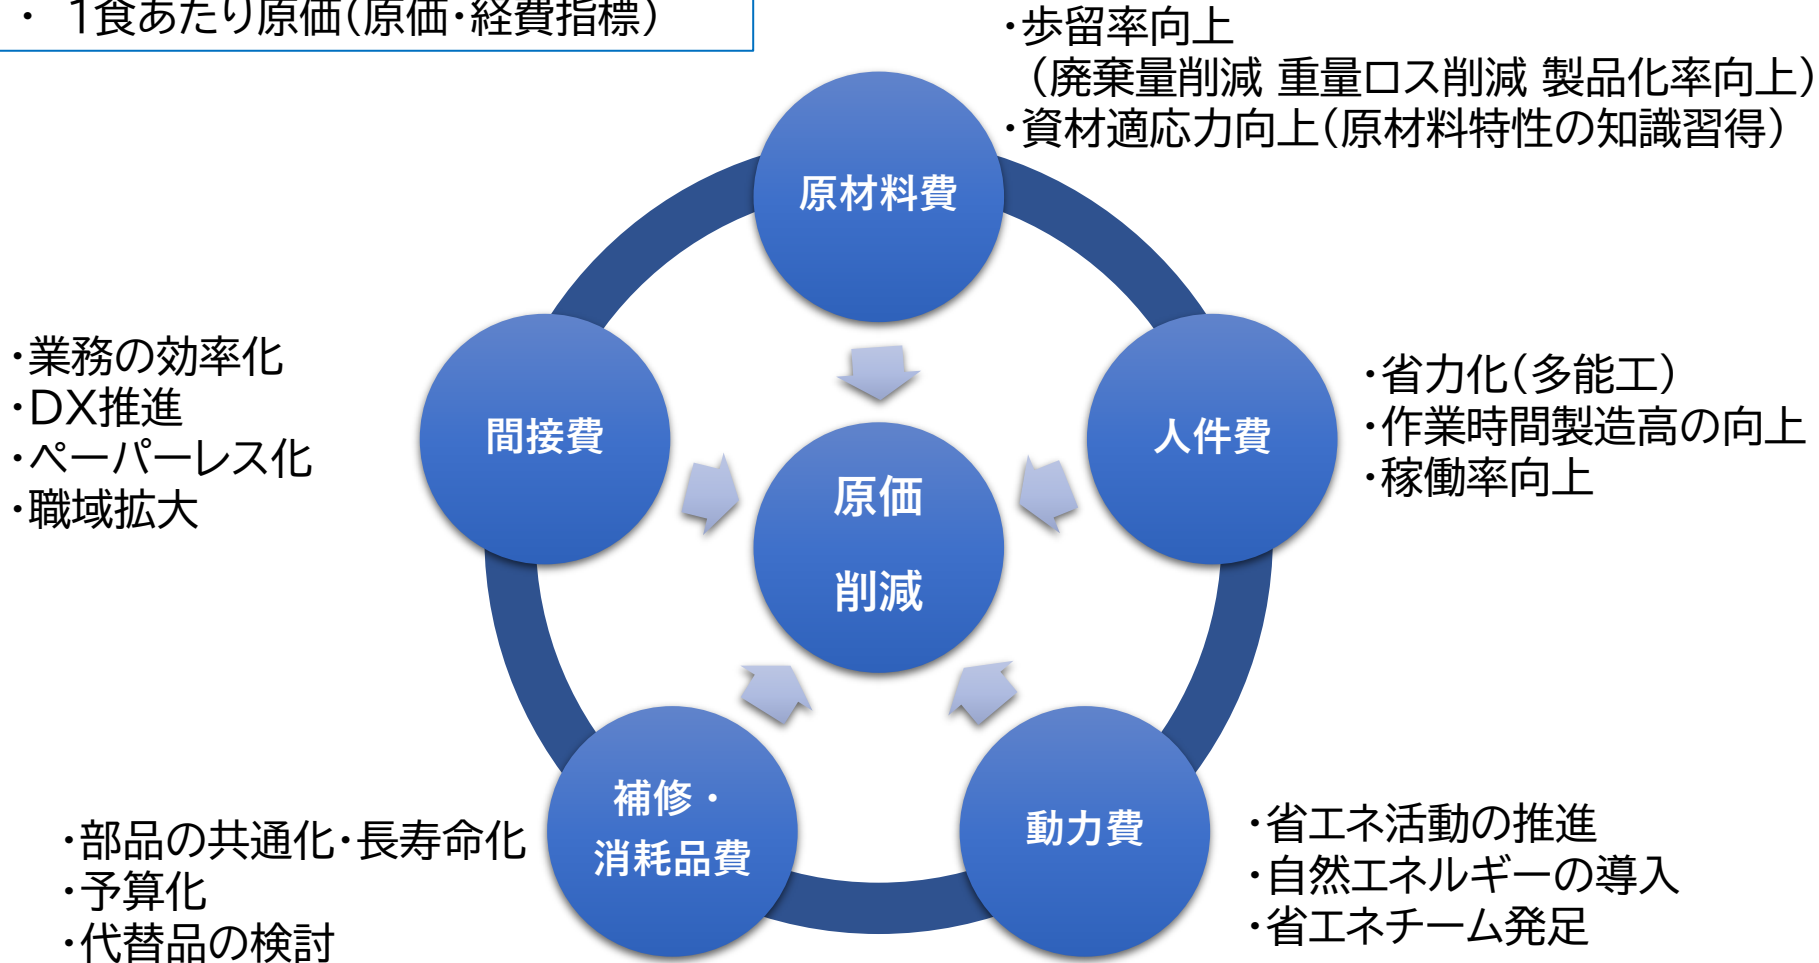 ・ 1食あたり原価(原価・経費指標)
・歩留率向上
(廃棄量削減 重量ロス削減 製品化率向上)
・資材適応力向上(原材料特性の知識習得)
原材料費
・業務の効率化
・DX推進
・ペーパーレス化
・職域拡大
間接費
人件費
・省力化(多能工)
・作業時間製造高の向上
・稼働率向上
原価
削減
補修・
消耗品費
・部品の共通化・長寿命化
・予算化
・代替品の検討
動力費
・省エネ活動の推進
・自然エネルギーの導入
・省エネチーム発足